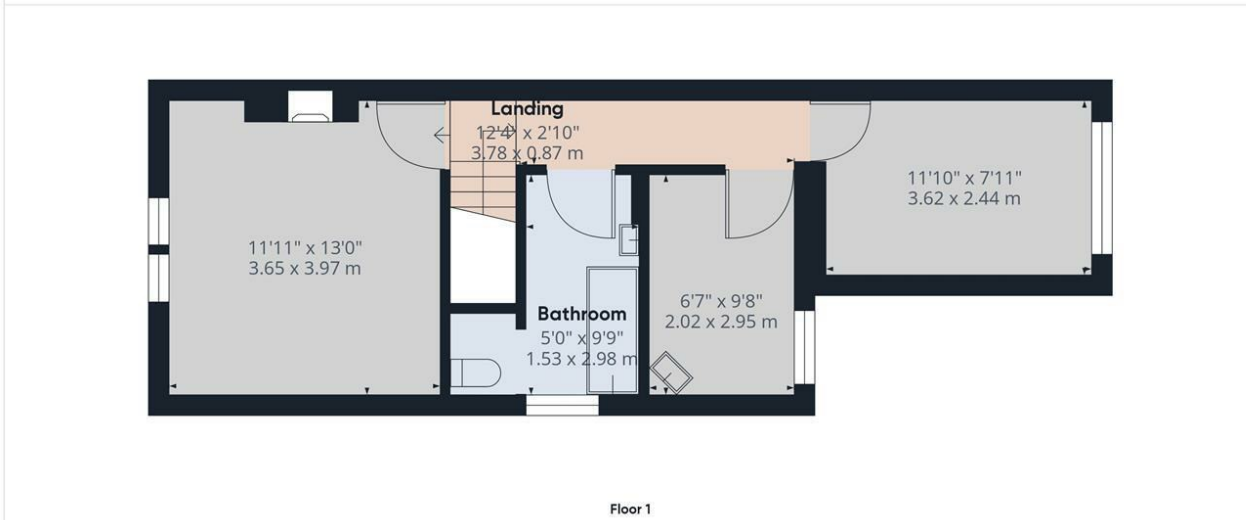 Landing
12'4" x 2'10"
3.78 x 0.87 m
11'10" x 7'11"
3.62 x 2.44 m
11'11" x 13'0"
3.65 x 3.97 m
6'7" x 9'8"
2.02 x 2.95 m
Bathroom
5'0" x 9'9"
1.53 x 2.98 m
Floor 1